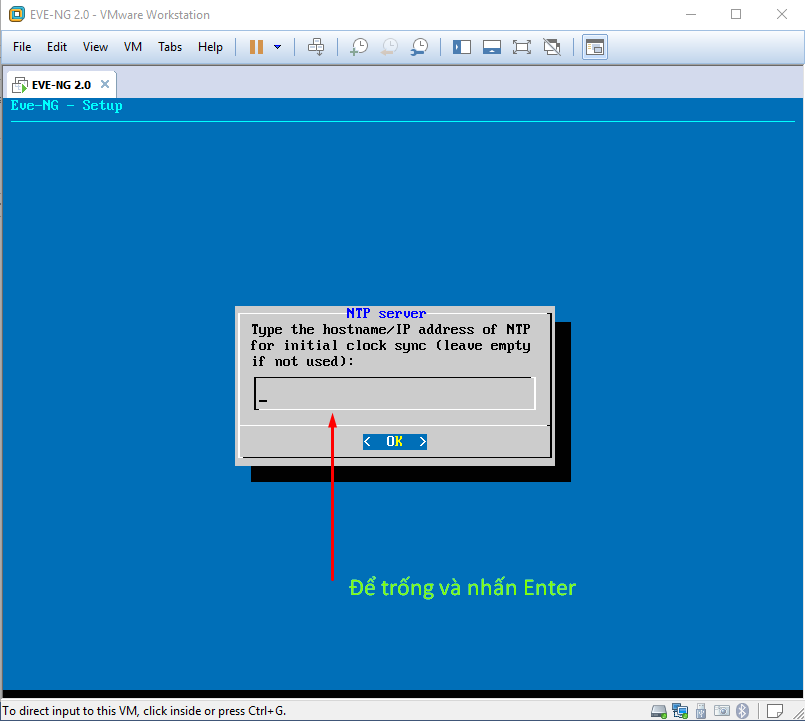 EVE-NG 2.0 - VMware Workstation
File Edit View VM Tabs Help
EVE-NG 2.0
Eve-NG - Setup
NTP server
Type the hostname/IP address of NTP
for initial clock sync (leave empty
if not used):
< OK >
Để trống và nhấn Enter
To direct input to this VM, click inside or press Ctrl+G.